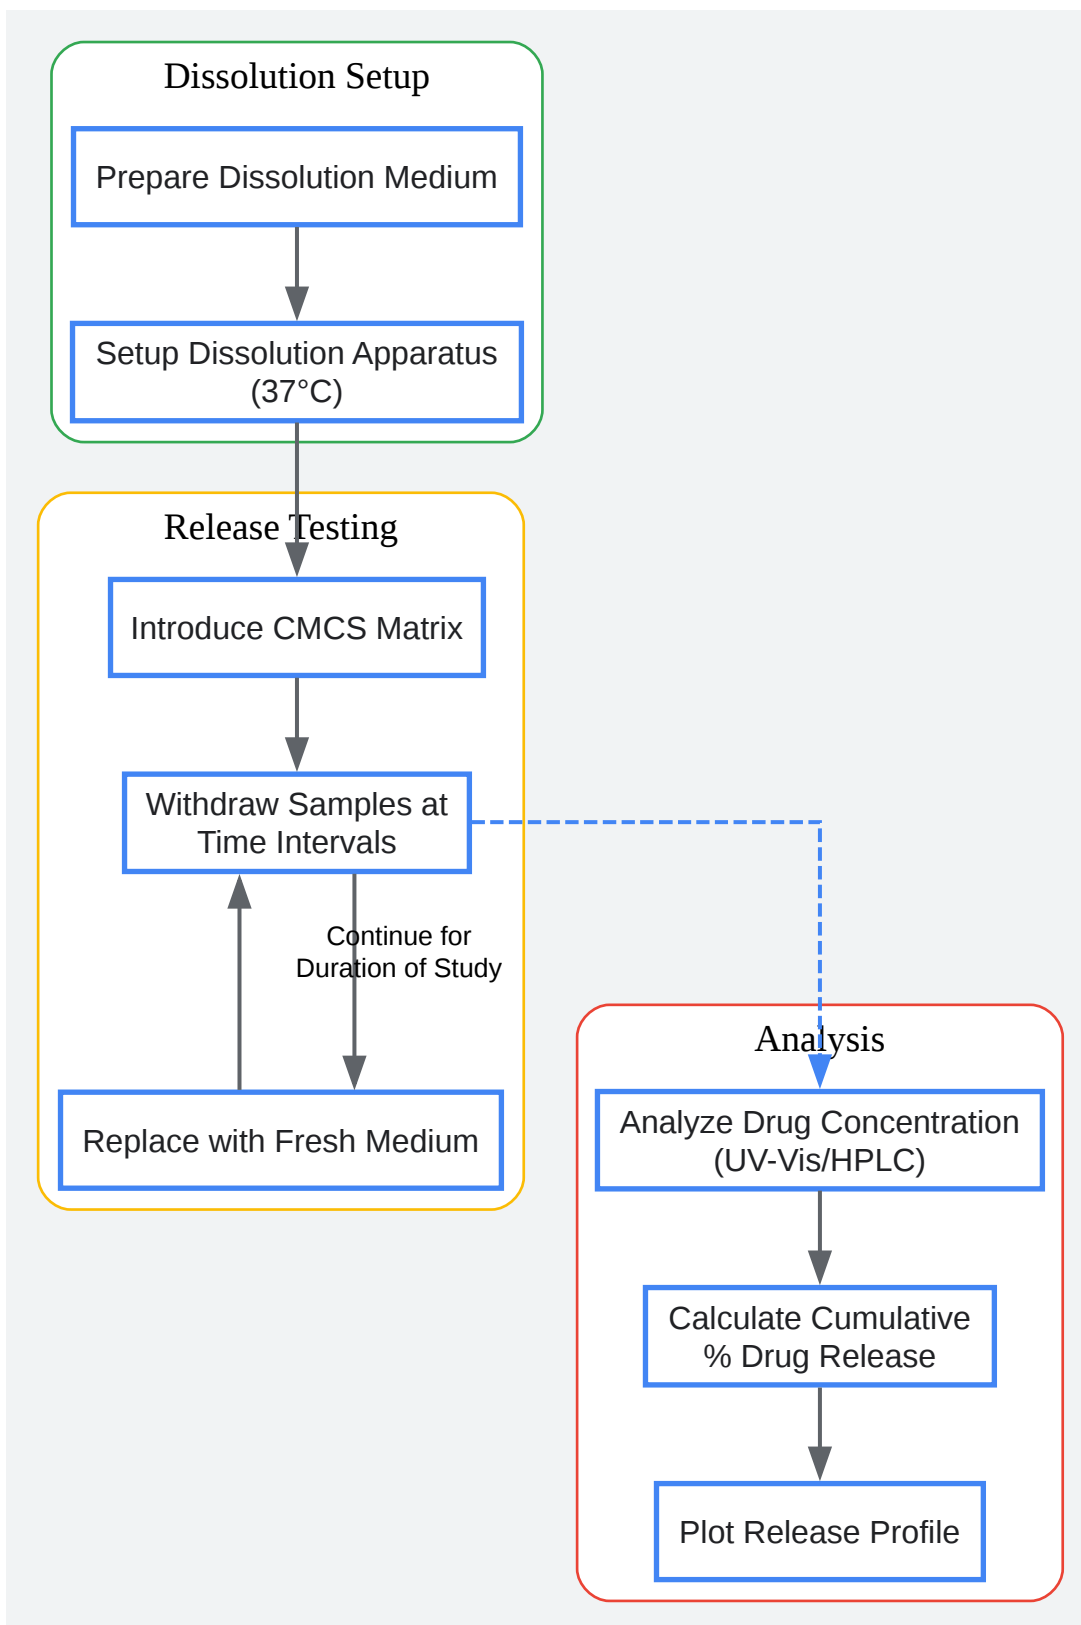 Dissolution Setup
Prepare Dissolution Medium
Setup Dissolution Apparatus
(37°C)
Release Testing
Introduce CMCS Matrix
Withdraw Samples at
Time Intervals
Continue for
Duration of Study
Replace with Fresh Medium
Analysis
Analyze Drug Concentration
(UV-Vis/HPLC)
Calculate Cumulative
% Drug Release
Plot Release Profile